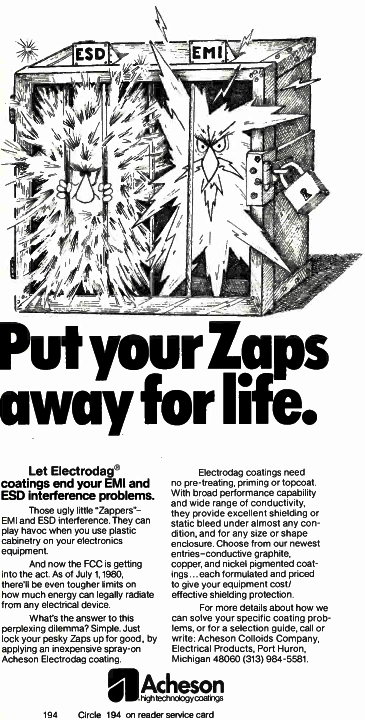 ESD
EMI
Put your Zaps
away for life.
Let Electrodag®
coatings end your EMI and
ESD interference problems.
Those ugly little "Zappers"–
EMI and ESD interference. They can
play havoc when you use plastic
cabinetry on your electronics
equipment.
And now the FCC is getting
into the act. As of July 1, 1980,
there'll be even tougher limits on
how much energy can legally radiate
from any electrical device.
What's the answer to this
perplexing dilemma? Simple. Just
lock your pesky Zaps up for good, by
applying an inexpensive spray-on
Acheson Electrodag coating.
Electrodag coatings need
no pre-treating, priming or topcoat.
With broad performance capability
and wide range of conductivity,
they provide excellent shielding or
static bleed under almost any con-
dition, and for any size or shape
enclosure. Choose from our newest
entries–conductive graphite,
copper, and nickel pigmented coat-
ings...each formulated and priced
to give your equipment cost/
effective shielding protection.
For more details about how we
can solve your specific coating prob-
lems, or for a selection guide, call or
write: Acheson Colloids Company,
Electrical Products, Port Huron,
Michigan 48060 (313) 984-5581.
Acheson
high technology coatings
194 Circle 194 on reader service card